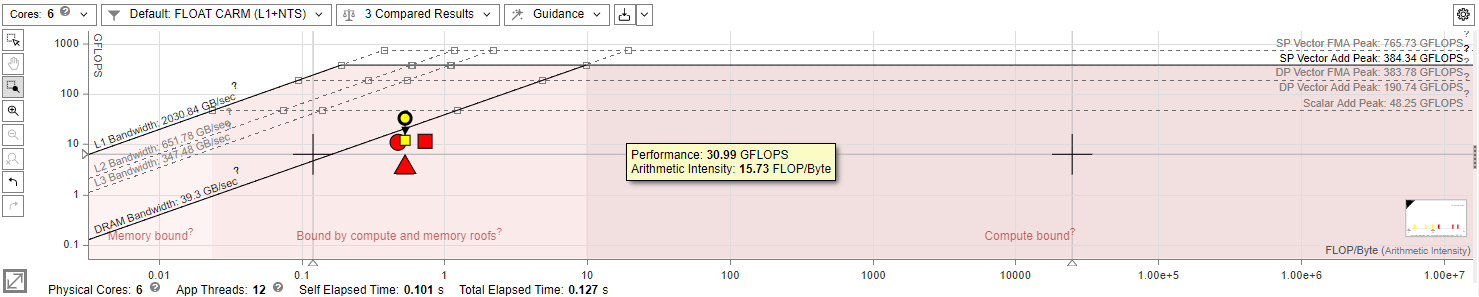 Cores: 6 ? Default: FLOAT CARM (L1+NTS) 3 Compared Results Guidance
GFLOPS
1000
100
10
1
0.1
SP Vector FMA Peak: 765.73 GFLOPS ?
SP Vector Add Peak: 384.34 GFLOPS ?
DP Vector FMA Peak: 383.78 GFLOPS ?
DP Vector Add Peak: 190.74 GFLOPS ?
Scalar Add Peak: 48.25 GFLOPS
L1 Bandwidth: 2030.84 GB/sec ?
L2 Bandwidth: 651.78 GB/sec ?
L3 Bandwidth: 347.48 GB/sec ?
DRAM Bandwidth: 39.3 GB/sec ?
Performance: 30.99 GFLOPS
Arithmetic Intensity: 15.73 FLOP/Byte
Memory bound ?
Bound by compute and memory roofs ?
Compute bound ?
FLOP/Byte (Arithmetic Intensity)
0.01 0.1 1 10 100 1000 10000 1.00e+5 1.00e+6 1.00e+7
Physical Cores: 6 ? App Threads: 12 ? Self Elapsed Time: 0.101 s Total Elapsed Time: 0.127 s